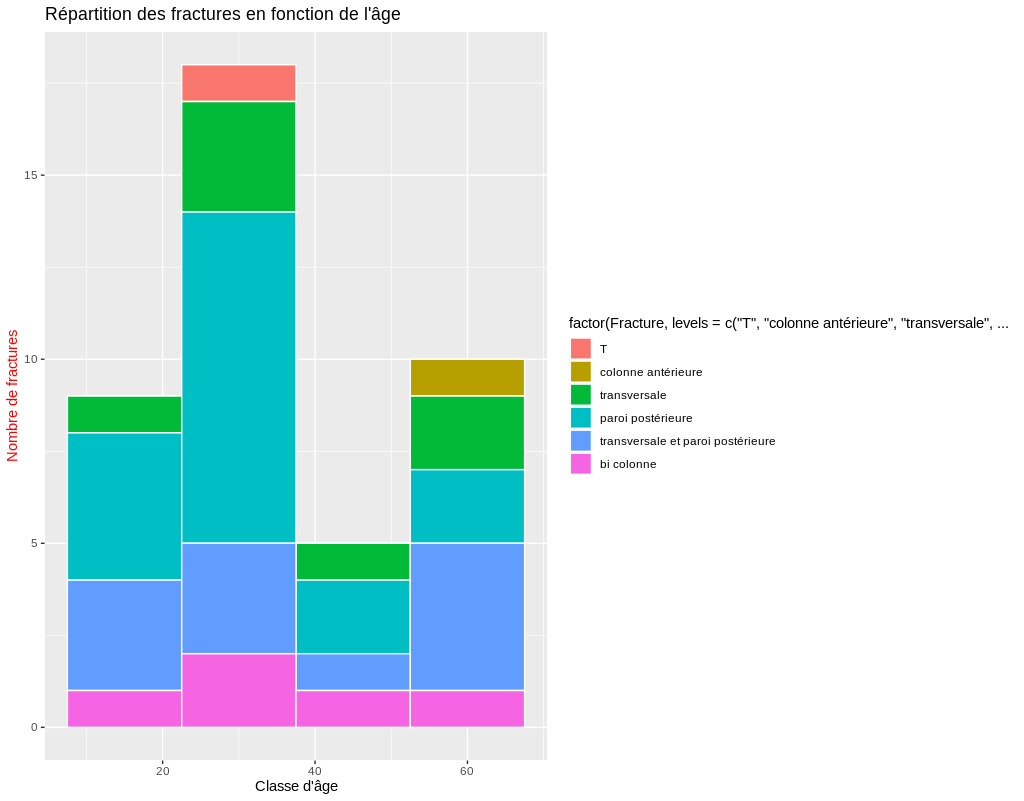 Répartition des fractures en fonction de l'âge
Nombre de fractures
15
10
5
0
20 40 60
Classe d'âge
factor(Fracture, levels = c("T", "colonne antérieure", "transversale", ...
T
colonne antérieure
transversale
paroi postérieure
transversale et paroi postérieure
bi colonne